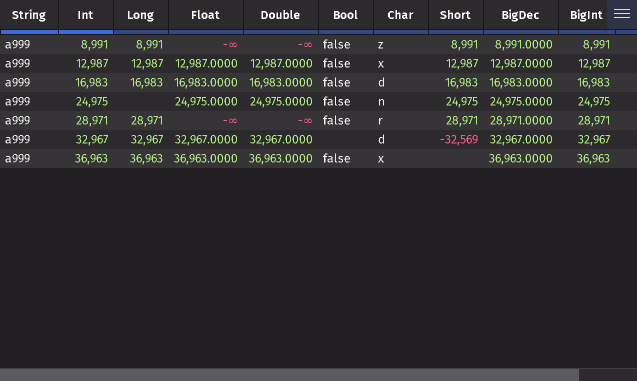 String Int Long Float Double Bool Char Short BigDec BigInt
a999 8,991 8,991 -∞ -∞ false z 8,991 8,991.0000 8,991
a999 12,987 12,987 12,987.0000 12,987.0000 false x 12,987 12,987.0000 12,987
a999 16,983 16,983 16,983.0000 16,983.0000 false d 16,983 16,983.0000 16,983
a999 24,975 24,975.0000 24,975.0000 false n 24,975 24,975.0000 24,975
a999 28,971 28,971 -∞ -∞ false r 28,971 28,971.0000 28,971
a999 32,967 32,967 32,967.0000 32,967.0000 d -32,569 32,967.0000 32,967
a999 36,963 36,963 36,963.0000 36,963.0000 false x 36,963.0000 36,963